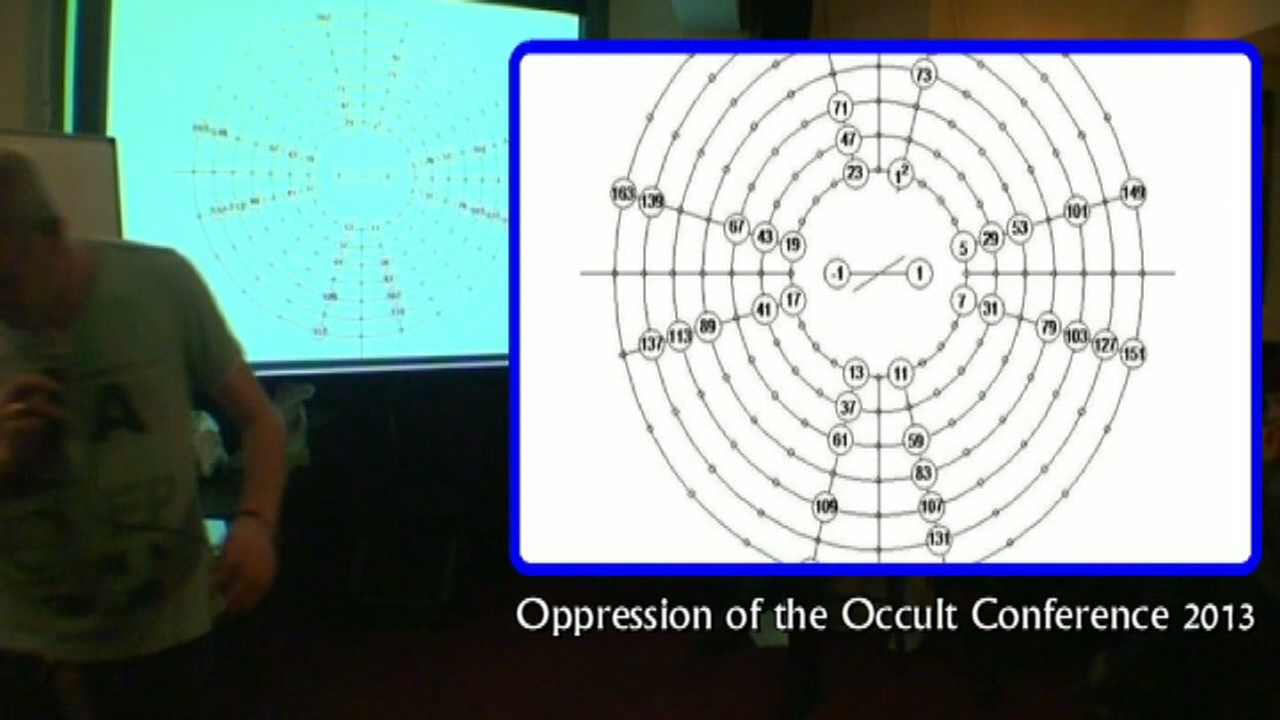 73
71
47
23 1²
163 139 149
101
67 43 19 5 29 53
-1 1
41 17 7 31
137 113 89 79 103 127 151
13 11
37
61 59
83
109 107
131
A
Oppression of the Occult Conference 2013